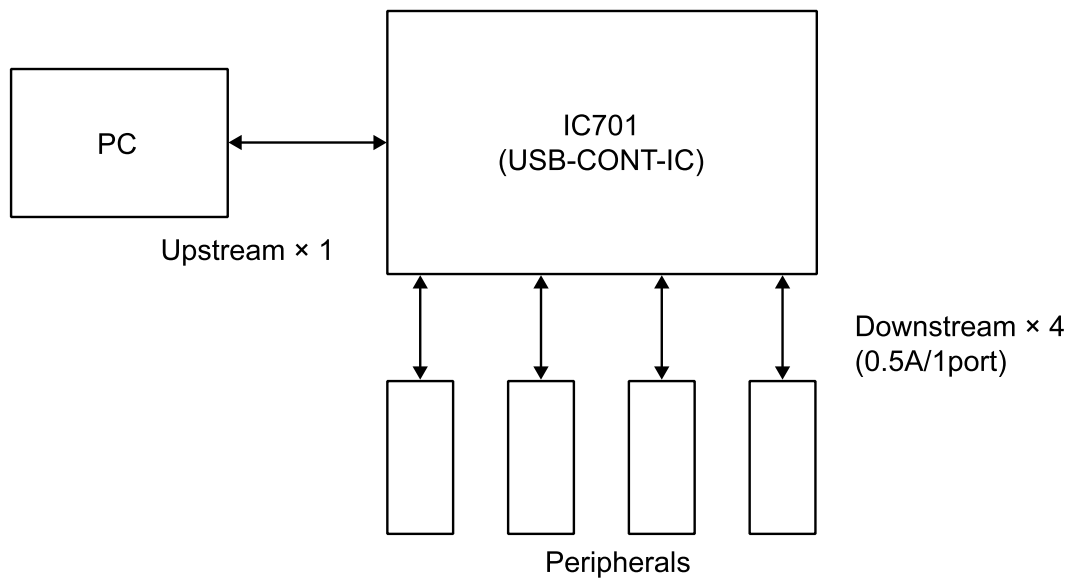 PC
IC701
(USB-CONT-IC)
Upstream × 1
Downstream × 4
(0.5A/1port)
Peripherals